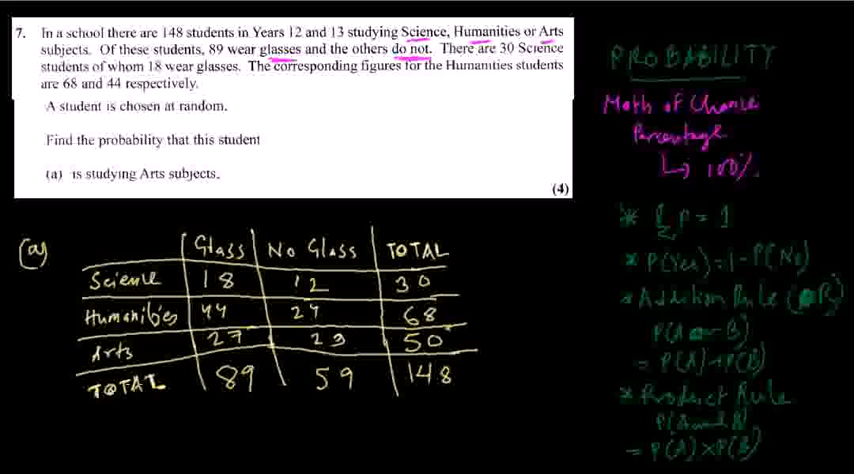 7. In a school there are 148 students in Years 12 and 13 studying Science, Humanities or Arts
subjects. Of these students, 89 wear glasses and the others do not. There are 30 Science
students of whom 18 wear glasses. The corresponding figures for the Humanities students
are 68 and 44 respectively.
A student is chosen at random.
Find the probability that this student
(a) is studying Arts subjects.
(4)
(a)
Glass No Glass TOTAL
Science 18 12 30
Humanities 44 24 68
Arts 27 23 50
TOTAL 89 59 148
PROBABILITY
Math of Chance
Percentage
↳ 100%.
* Σ P = 1
* P(Yes) = 1 - P(No)
* Addition Rule (OR)
P(A or B)
= P(A) + P(B)
* Product Rule
P(A and B)
= P(A) x P(B)